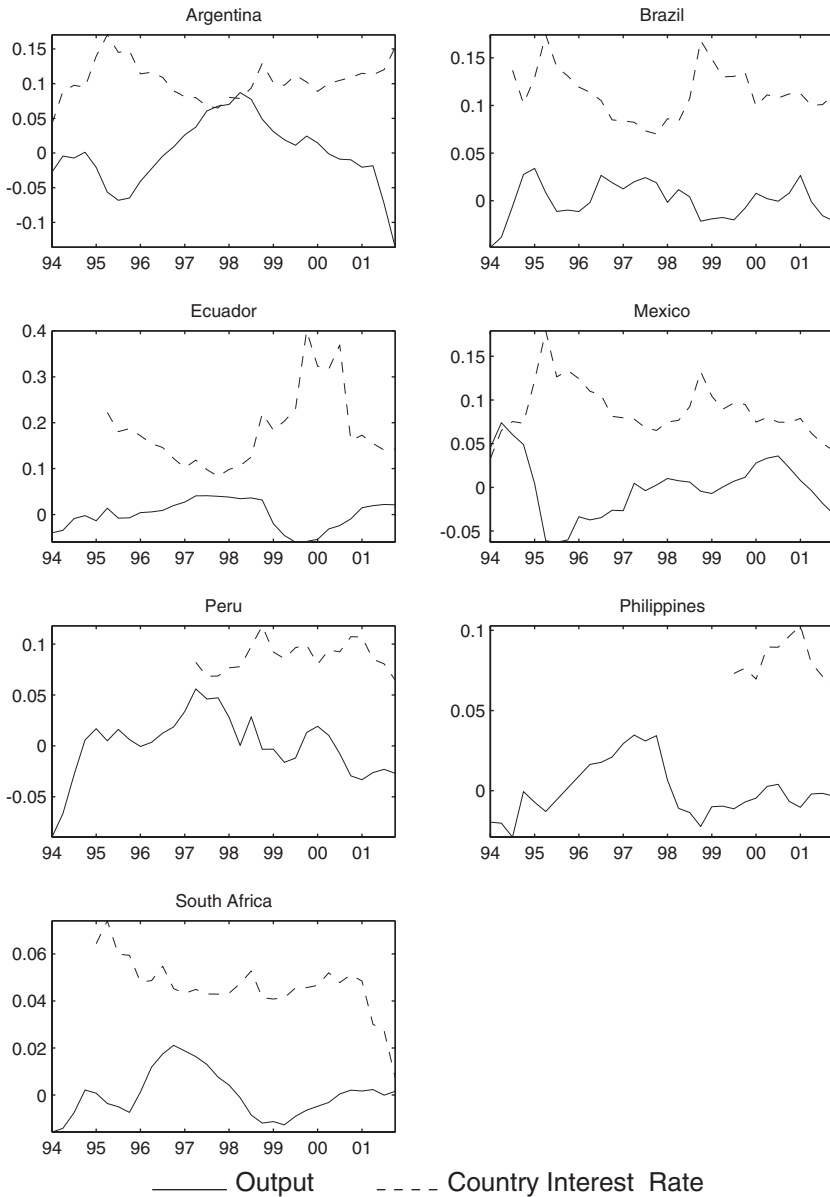 Argentina
0.15
0.1
0.05
0
-0.05
-0.1
94 95 96 97 98 99 00 01
Brazil
0.15
0.1
0.05
0
94 95 96 97 98 99 00 01
Ecuador
0.4
0.3
0.2
0.1
0
94 95 96 97 98 99 00 01
Mexico
0.15
0.1
0.05
0
-0.05
94 95 96 97 98 99 00 01
Peru
0.1
0.05
0
-0.05
94 95 96 97 98 99 00 01
Philippines
0.1
0.05
0
94 95 96 97 98 99 00 01
South Africa
0.06
0.04
0.02
0
94 95 96 97 98 99 00 01
Output Country Interest Rate